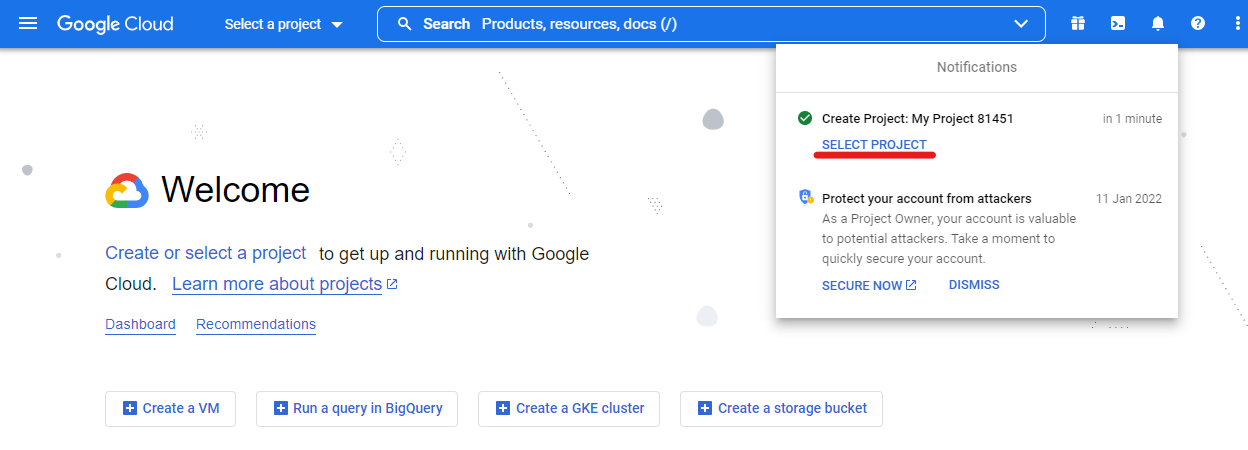 Google Cloud Select a project Search Products, resources, docs (/)
Notifications
Create Project: My Project 81451 in 1 minute
SELECT PROJECT
Protect your account from attackers 11 Jan 2022
As a Project Owner, your account is valuable
to potential attackers. Take a moment to
quickly secure your account.
SECURE NOW DISMISS
Welcome
Create or select a project to get up and running with Google
Cloud. Learn more about projects
Dashboard Recommendations
Create a VM Run a query in BigQuery Create a GKE cluster Create a storage bucket